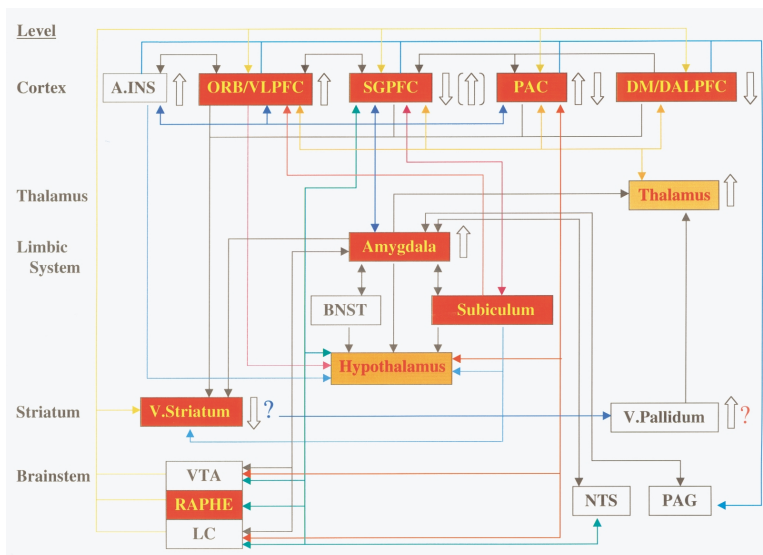 Level
Cortex
A.INS
ORB/VLPFC
SGPFC
PAC
DM/DALPFC
Thalamus
Thalamus
Limbic
System
Amygdala
BNST
Subiculum
Hypothalamus
Striatum
V.Striatum
?
V.Pallidum
?
Brainstem
VTA
RAPHE
LC
NTS
PAG